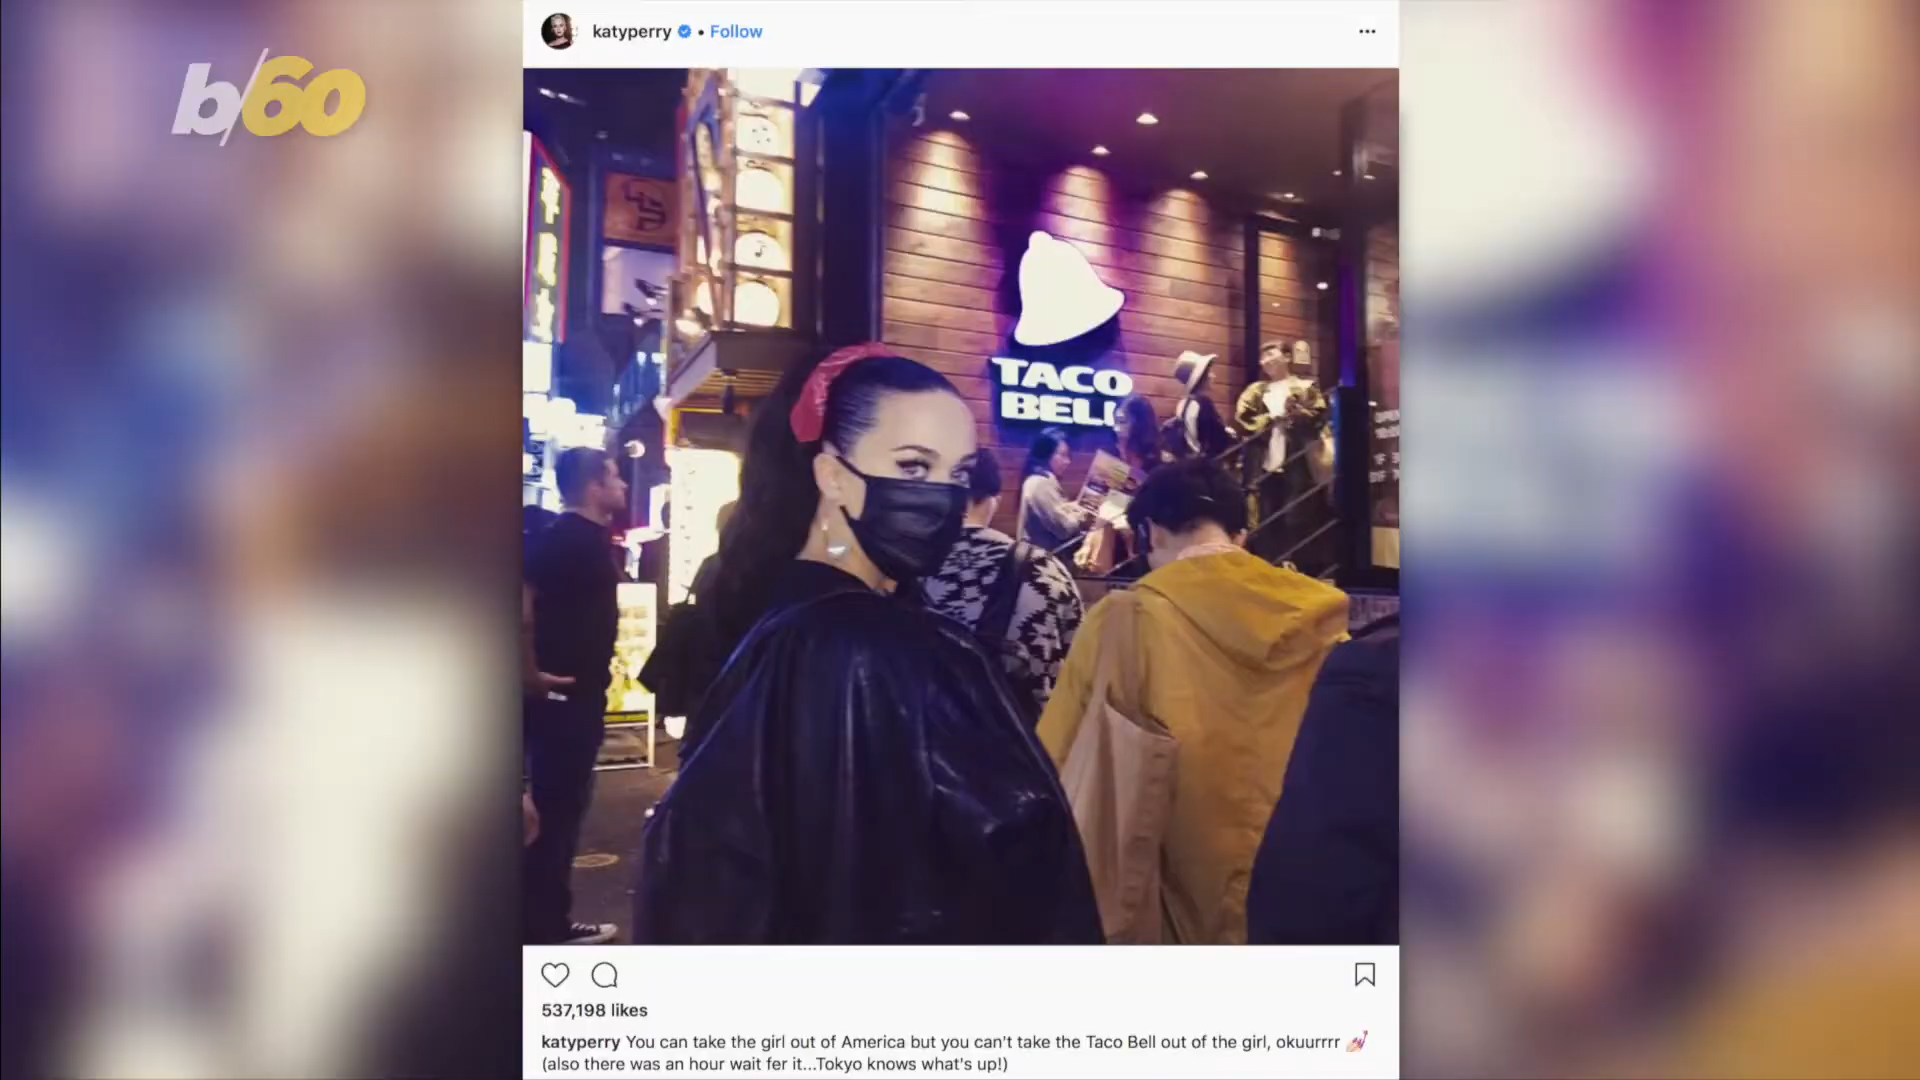 b/60
katyperry • Follow
TACO
BELL
537,198 likes
katyperry You can take the girl out of America but you can't take the Taco Bell out of the girl, okuurrrr 💅🏻
(also there was an hour wait fer it...Tokyo knows what's up!)